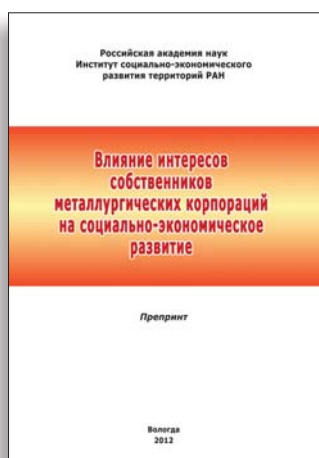 Российская академия наук
Институт социально-экономического
развития территорий РАН
Влияние интересов
собственников
металлургических корпораций
на социально-экономическое
развитие
Препринт
Вологда
2012